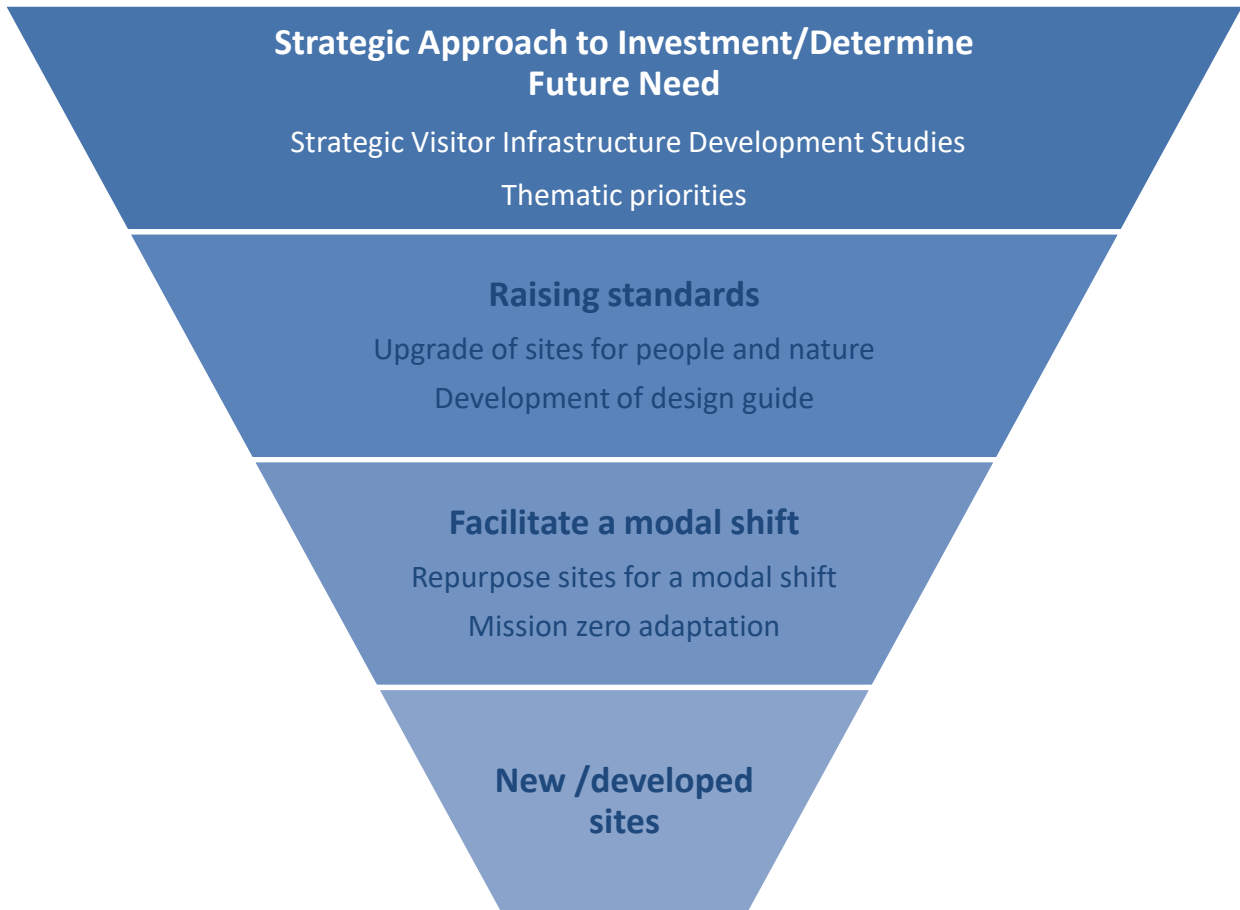 Strategic Approach to Investment/Determine
Future Need
Strategic Visitor Infrastructure Development Studies
Thematic priorities
Raising standards
Upgrade of sites for people and nature
Development of design guide
Facilitate a modal shift
Repurpose sites for a modal shift
Mission zero adaptation
New /developed
sites